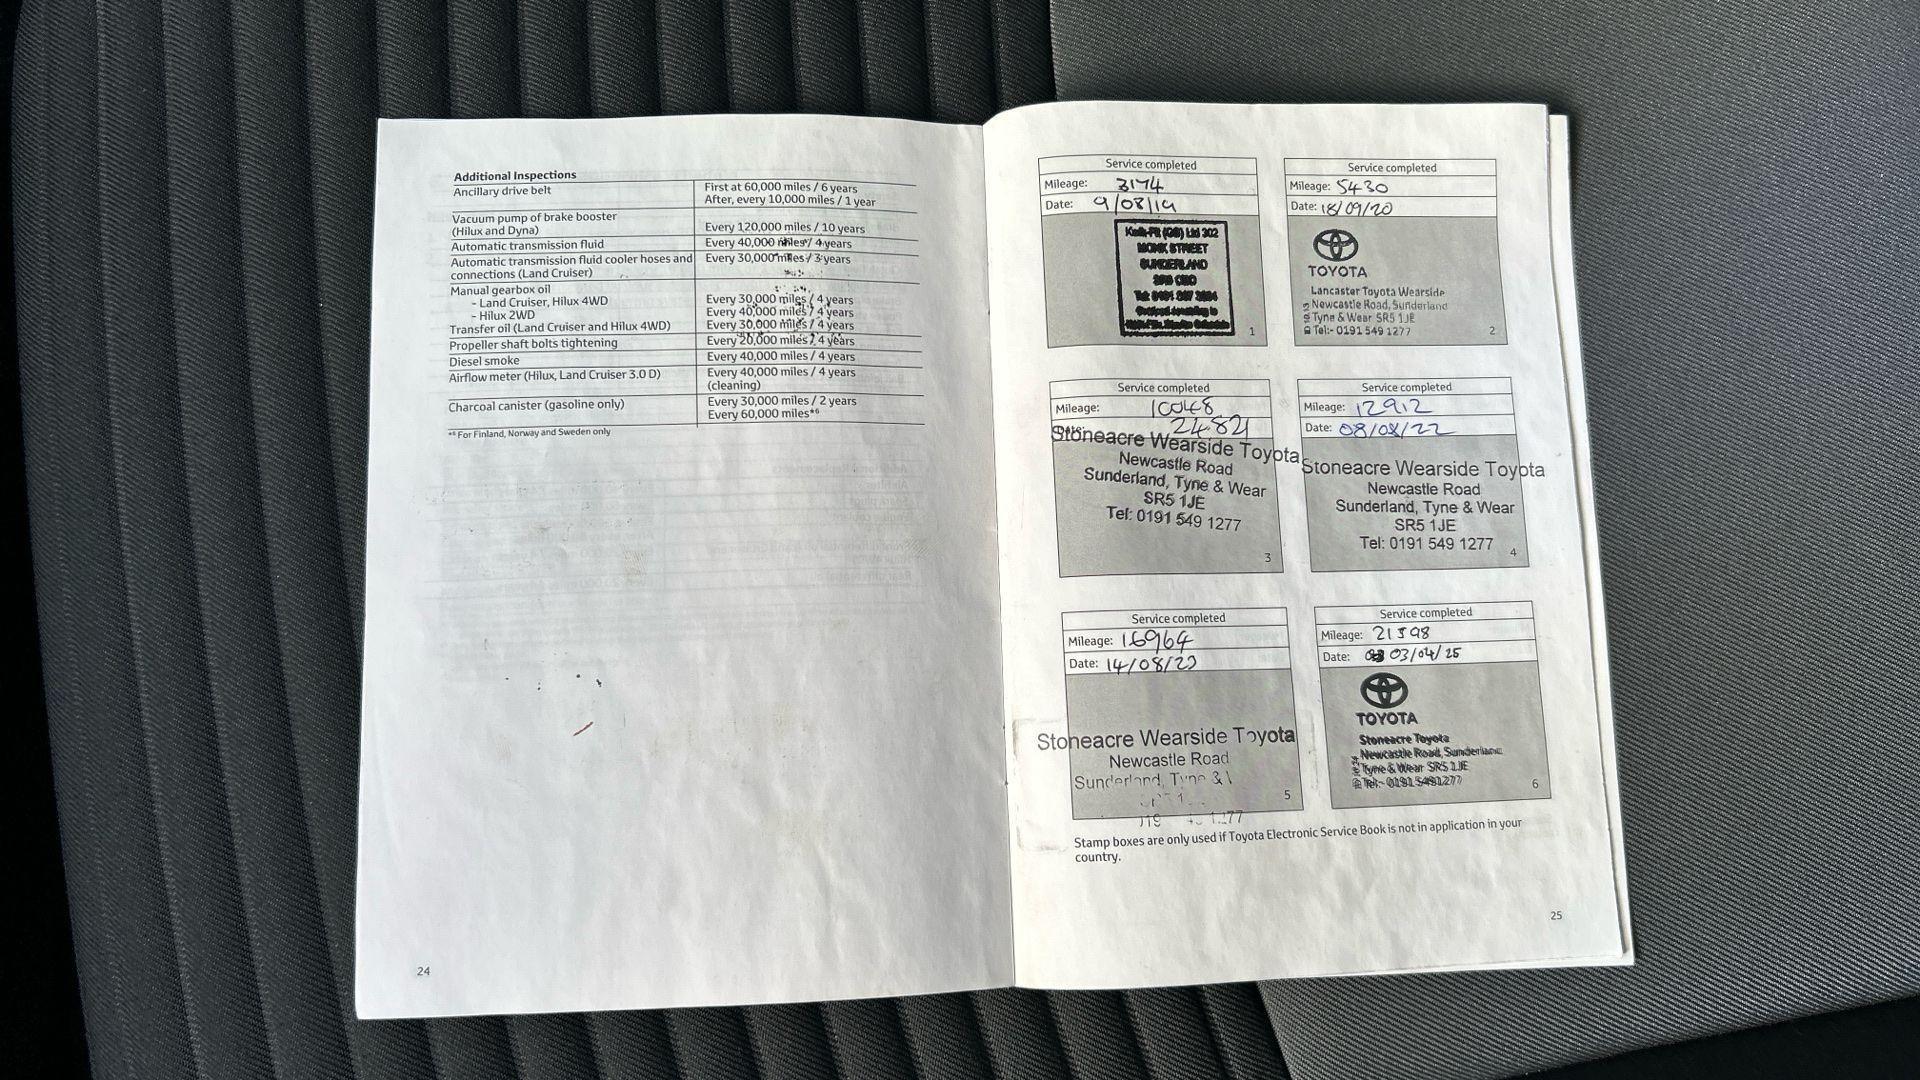 Additional Inspections
Ancillary drive belt
First at 60,000 miles / 6 years
After, every 10,000 miles / 1 year
Vacuum pump of brake booster
(Hilux and Dyna)
Every 120,000 miles / 10 years
Automatic transmission fluid
Every 40,000 miles / 4 years
Automatic transmission fluid cooler hoses and
connections (Land Cruiser)
Every 30,000 miles / 3 years
Manual gearbox oil
- Land Cruiser, Hilux 4WD
Every 30,000 miles / 4 years
- Hilux 2WD
Every 40,000 miles / 4 years
Transfer oil (Land Cruiser and Hilux 4WD)
Every 30,000 miles / 4 years
Propeller shaft bolts tightening
Every 20,000 miles / 4 years
Diesel smoke
Every 40,000 miles / 4 years
Airflow meter (Hilux, Land Cruiser 3.0 D)
Every 40,000 miles / 4 years
(cleaning)
Charcoal canister (gasoline only)
Every 30,000 miles / 2 years
Every 60,000 miles*6
*6 For Finland, Norway and Sweden only
24
Service completed
Mileage: 3174
Date: 9/08/19
Kwik-Fit (GB) Ltd 302
MONK STREET
SUNDERLAND
1
Service completed
Mileage: 5430
Date: 18/09/20
TOYOTA
Lancaster Toyota Wearside
Newcastle Road, Sunderland
Tyne & Wear SR5 1JE
Tel:- 0191 549 1277
2
Service completed
Mileage: 10048
Date: 24.8.21
Stoneacre Wearside Toyota
Newcastle Road
Sunderland, Tyne & Wear
SR5 1JE
Tel: 0191 549 1277
3
Service completed
Mileage: 12912
Date: 08/08/22
Stoneacre Wearside Toyota
Newcastle Road
Sunderland, Tyne & Wear
SR5 1JE
Tel: 0191 549 1277
4
Service completed
Mileage: 16964
Date: 14/08/23
Stoneacre Wearside Toyota
Newcastle Road
Sunderland, Tyne &
5
Service completed
Mileage: 21398
Date: 03/04/25
TOYOTA
Stoneacre Toyota
Newcastle Road, Sunderland
Tyne & Wear SR5 1JE
Tel:- 0191 5491277
6
Stamp boxes are only used if Toyota Electronic Service Book is not in application in your
country.
25